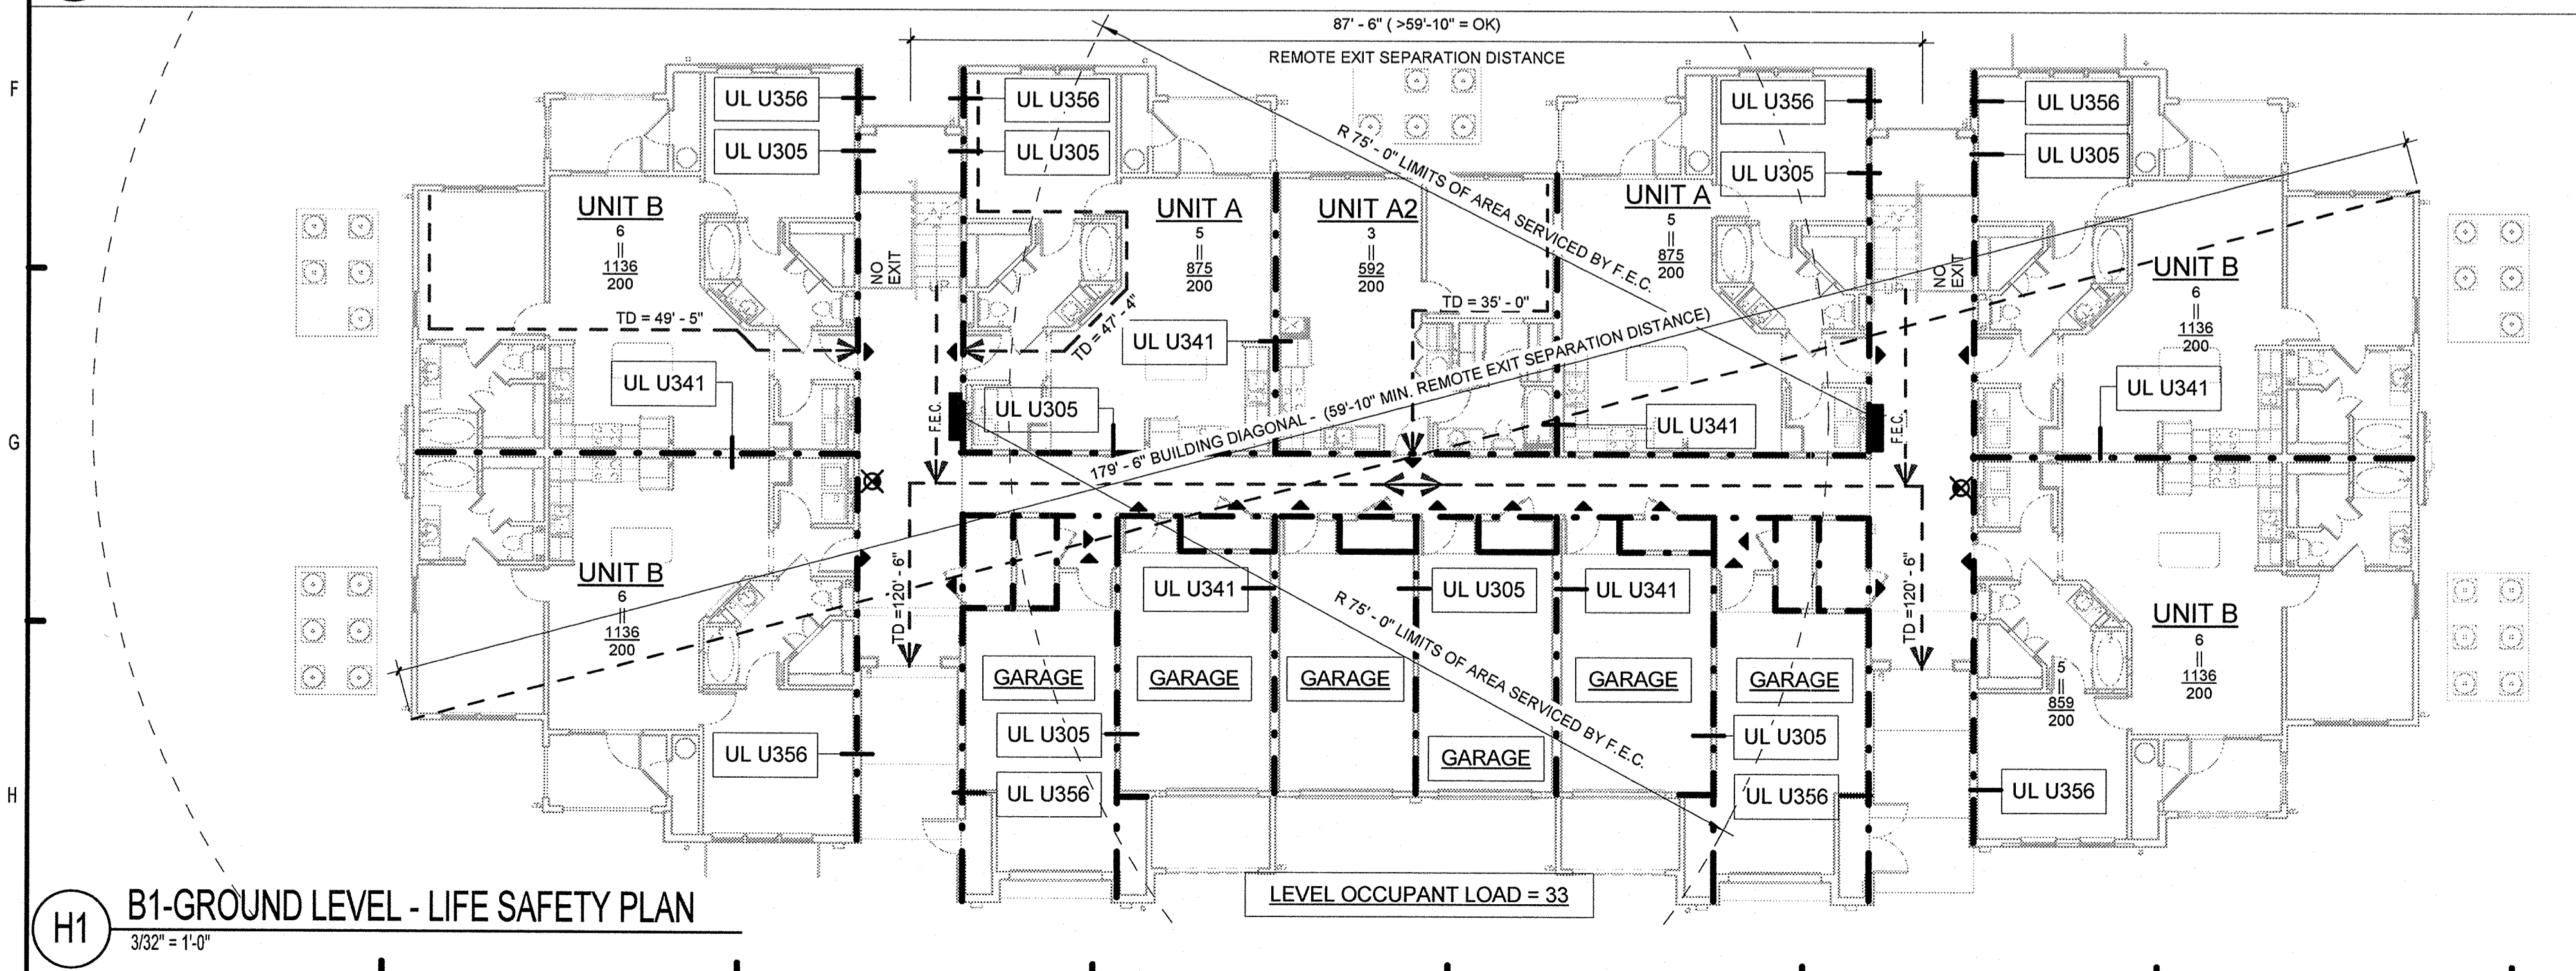 87' - 6" ( >59'-10" = OK)
REMOTE EXIT SEPARATION DISTANCE
F
G
H
UL U356
UL U305
UL U356
UL U305
UL U356
UL U305
UL U356
UL U305
R 75' - 0" LIMITS OF AREA SERVICED BY F.E.C.
UNIT B
6
||
1136
200
NO
EXIT
UNIT A
5
||
875
200
UNIT A2
3
||
592
200
UNIT A
5
||
875
200
NO
EXIT
UNIT B
6
||
1136
200
TD = 49' - 5"
TD = 47' - 4"
TD = 35' - 0"
UL U341
UL U341
UL U341
UL U341
UL U305
F.E.C.
F.E.C.
179' - 6" BUILDING DIAGONAL - (59'-10" MIN. REMOTE EXIT SEPARATION DISTANCE)
UNIT B
6
||
1136
200
TD =120' - 6"
UL U341
UL U305
UL U341
TD =120' - 6"
UNIT B
6
||
1136
200
R 75' - 0" LIMITS OF AREA SERVICED BY F.E.C.
5
||
859
200
GARAGE
GARAGE
GARAGE
GARAGE
GARAGE
GARAGE
UL U305
UL U305
UL U356
UL U356
UL U356
UL U356
LEVEL OCCUPANT LOAD = 33
H1
B1-GROUND LEVEL - LIFE SAFETY PLAN
3/32" = 1'-0"